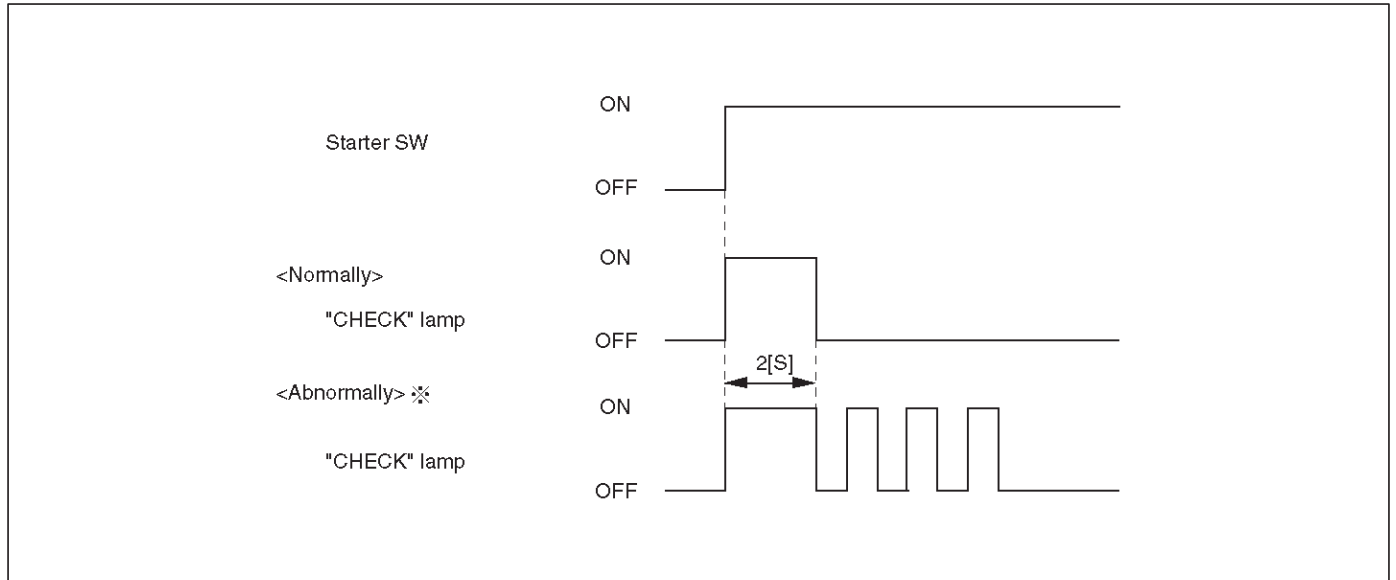 ON
Starter SW
OFF
ON
<Normally>
"CHECK" lamp
OFF
2[S]
<Abnormally> ※
ON
"CHECK" lamp
OFF